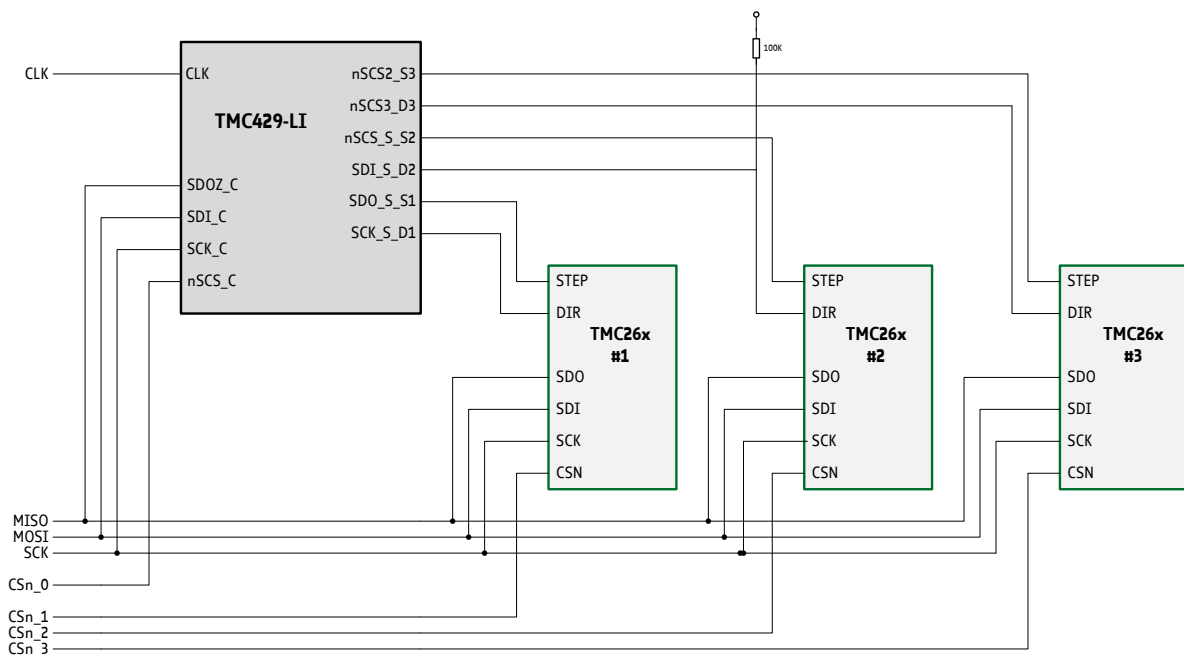 100K
CLK
CLK
nSCS2_S3
nSCS3_D3
TMC429-LI
nSCS_S_S2
SDI_S_D2
SDOZ_C
SDO_S_S1
SDI_C
SCK_S_D1
SCK_C
nSCS_C
STEP
DIR
TMC26x
#1
SDO
SDI
SCK
CSN
STEP
DIR
TMC26x
#2
SDO
SDI
SCK
CSN
STEP
DIR
TMC26x
#3
SDO
SDI
SCK
CSN
MISO
MOSI
SCK
CSn_0
CSn_1
CSn_2
CSn_3